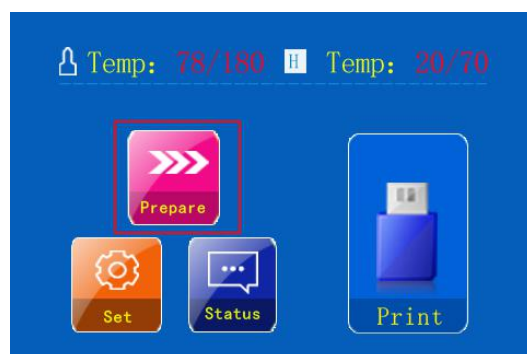 Temp: 78/180 H Temp: 20/70
Prepare
Set
Status
Print